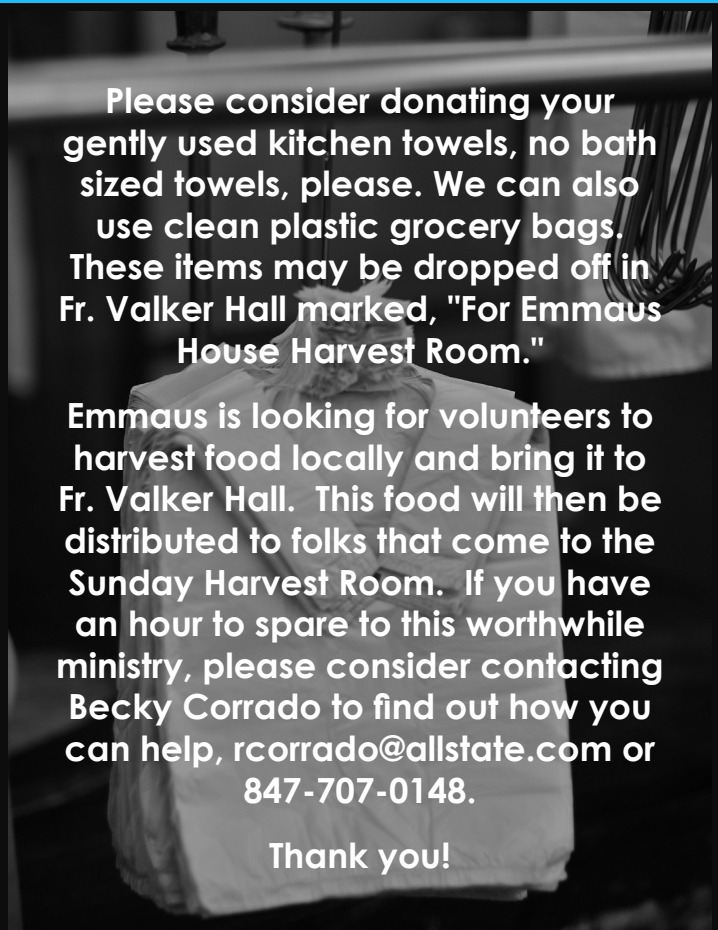 Please consider donating your
gently used kitchen towels, no bath
sized towels, please. We can also
use clean plastic grocery bags.
These items may be dropped off in
Fr. Valker Hall marked, "For Emmaus
House Harvest Room."
Emmaus is looking for volunteers to
harvest food locally and bring it to
Fr. Valker Hall.  This food will then be
distributed to folks that come to the
Sunday Harvest Room.  If you have
an hour to spare to this worthwhile
ministry, please consider contacting
Becky Corrado to find out how you
can help, rcorrado@allstate.com or
847-707-0148.
Thank you!